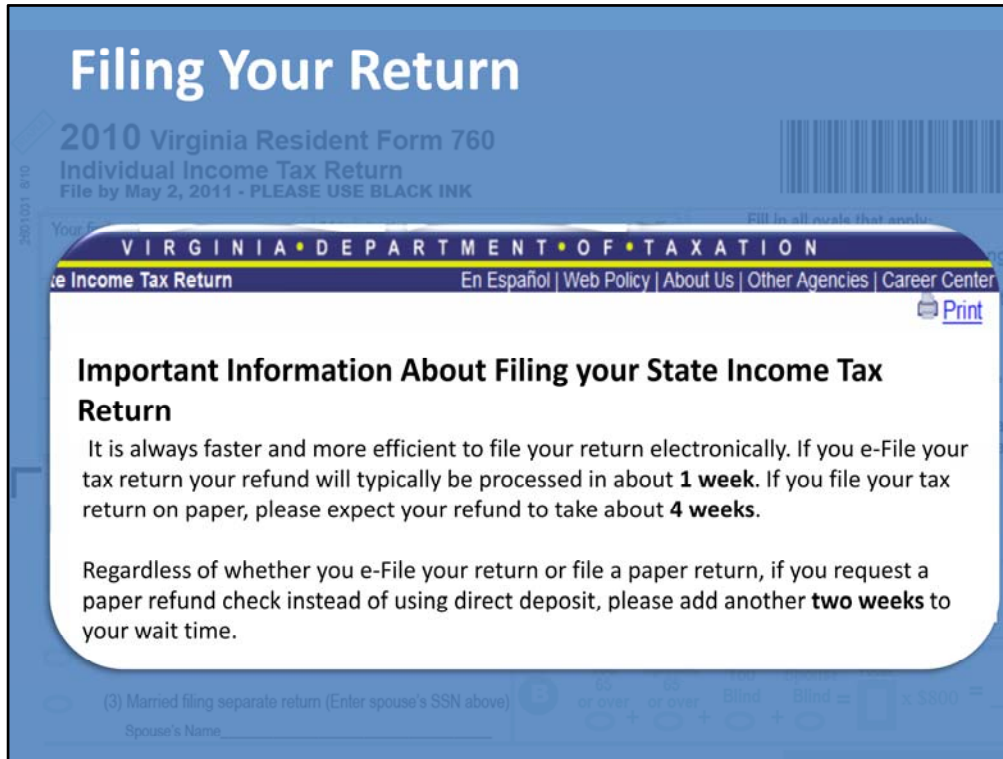 Filing Your Return
2010 Virginia Resident Form 760
Individual Income Tax Return
File by May 2, 2011 - PLEASE USE BLACK INK
2601031 6/10
Fill in all ovals that apply:
VIRGINIA•DEPARTMENT•OF•TAXATION
Income Tax Return
En Español | Web Policy | About Us | Other Agencies | Career Center
Print
Important Information About Filing your State Income Tax
Return
It is always faster and more efficient to file your return electronically. If you e-File your
tax return your refund will typically be processed in about 1 week. If you file your tax
return on paper, please expect your refund to take about 4 weeks.
Regardless of whether you e-File your return or file a paper return, if you request a
paper refund check instead of using direct deposit, please add another two weeks to
your wait time.
(3) Married filing separate return (Enter spouse's SSN above)
Spouse's Name
B
65
or over
+
65
or over
+
Blind
+
Blind =
x $800 =